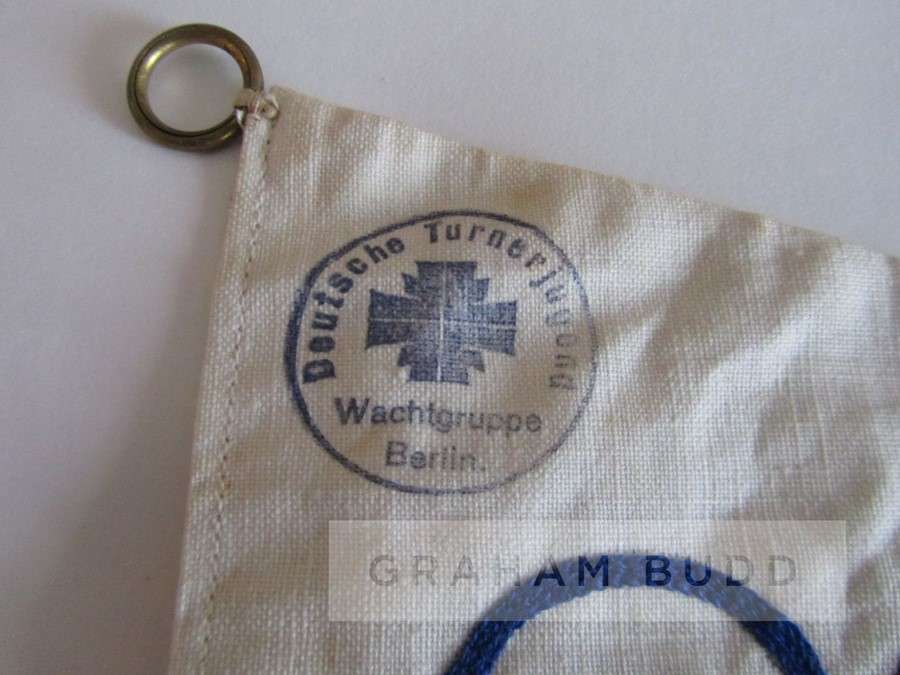 Deutsche Turnerjugend
Wachtgruppe
Berlin.
GRAHAM BUDD